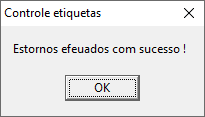 Controle etiquetas
Estornos efeuados com sucesso !
OK